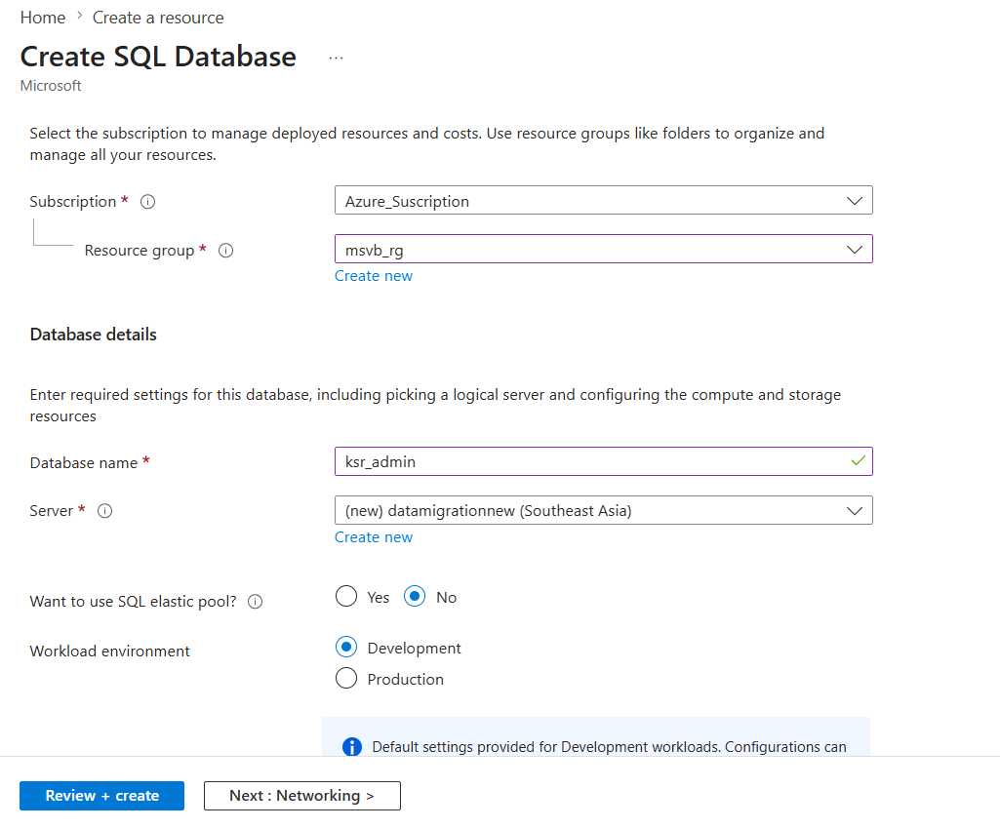 Home > Create a resource
Create SQL Database ...
Microsoft
Select the subscription to manage deployed resources and costs. Use resource groups like folders to organize and
manage all your resources.
Subscription * Azure_Suscription
Resource group * msvb_rg
Create new
Database details
Enter required settings for this database, including picking a logical server and configuring the compute and storage
resources
Database name * ksr_admin
Server * (new) datamigrationnew (Southeast Asia)
Create new
Want to use SQL elastic pool? Yes No
Workload environment Development
Production
Default settings provided for Development workloads. Configurations can
Review + create Next : Networking >